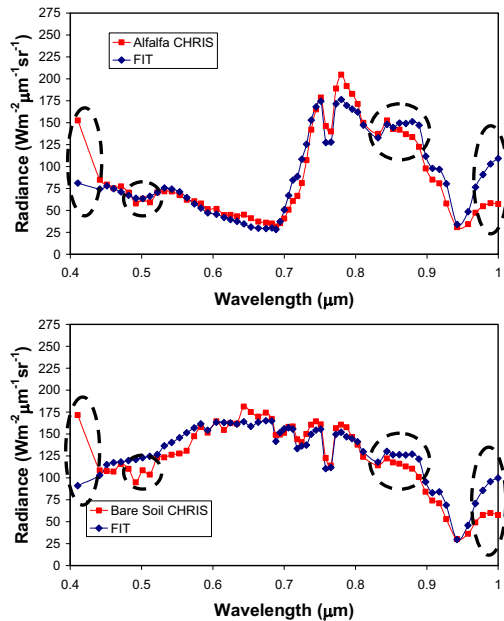 275
250
225
200
175
150
125
100
75
50
25
0
Radiance (Wm-2μm-1sr-1)
Alfalfa CHRIS
FIT
0.4 0.5 0.6 0.7 0.8 0.9 1
Wavelength (μm)
275
250
225
200
175
150
125
100
75
50
25
0
Radiance (Wm-2μm-1sr-1)
Bare Soil CHRIS
FIT
0.4 0.5 0.6 0.7 0.8 0.9 1
Wavelength (μm)